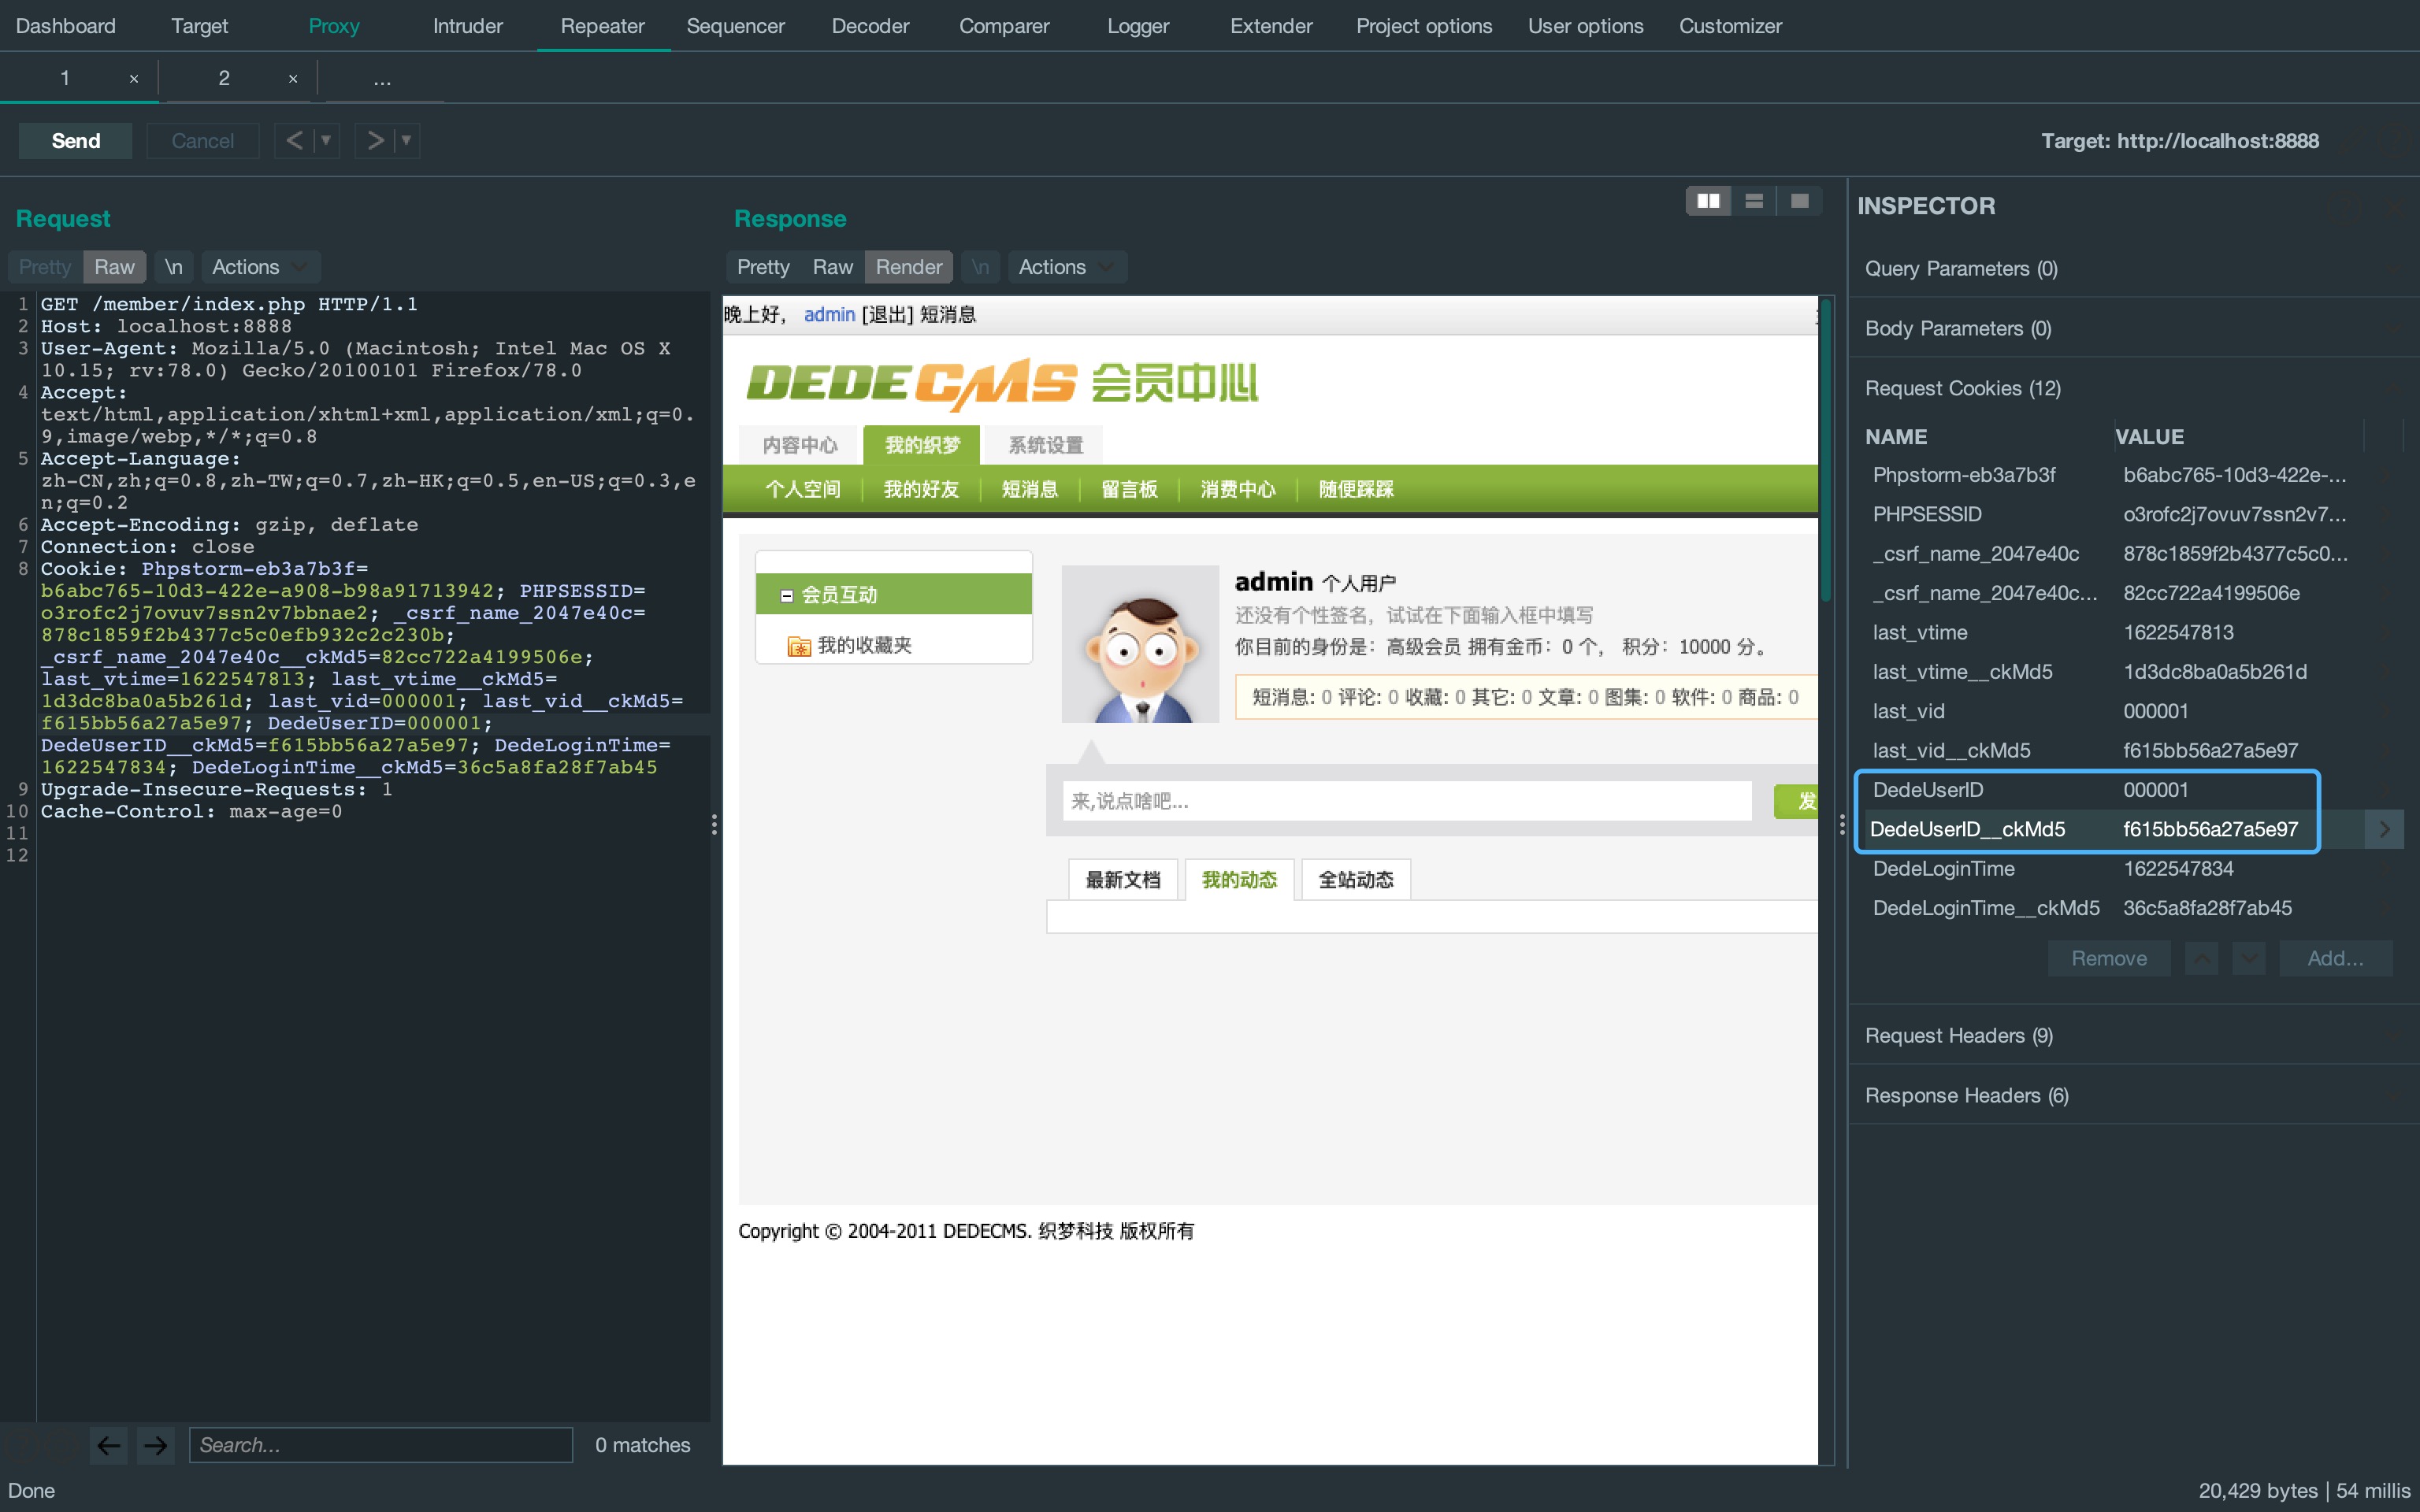 Dashboard Target Proxy Intruder Repeater Sequencer Decoder Comparer Logger Extender Project options User options Customizer
1 × 2 × ...
Send Cancel < ▼ > ▼ Target: http://localhost:8888
Request
Pretty Raw \n Actions
1 GET /member/index.php HTTP/1.1
2 Host: localhost:8888
3 User-Agent: Mozilla/5.0 (Macintosh; Intel Mac OS X
10.15; rv:78.0) Gecko/20100101 Firefox/78.0
4 Accept:
text/html,application/xhtml+xml,application/xml;q=0.
9,image/webp,*/*;q=0.8
5 Accept-Language:
zh-CN,zh;q=0.8,zh-TW;q=0.7,zh-HK;q=0.5,en-US;q=0.3,e
n;q=0.2
6 Accept-Encoding: gzip, deflate
7 Connection: close
8 Cookie: Phpstorm-eb3a7b3f=
b6abc765-10d3-422e-a908-b98a91713942; PHPSESSID=
o3rofc2j7ovuv7ssn2v7bbnae2; _csrf_name_2047e40c=
878c1859f2b4377c5c0efb932c2c230b;
_csrf_name_2047e40c__ckMd5=82cc722a4199506e;
last_vtime=1622547813; last_vtime__ckMd5=
1d3dc8ba0a5b261d; last_vid=000001; last_vid__ckMd5=
f615bb56a27a5e97; DedeUserID=000001;
DedeUserID__ckMd5=f615bb56a27a5e97; DedeLoginTime=
1622547834; DedeLoginTime__ckMd5=36c5a8fa28f7ab45
9 Upgrade-Insecure-Requests: 1
10 Cache-Control: max-age=0
11
12
Search... 0 matches
Response
Pretty Raw Render \n Actions
晚上好， admin [退出] 短消息
DEDECMS 会员中心
内容中心 我的织梦 系统设置
个人空间 我的好友 短消息 留言板 消费中心 随便踩踩
会员互动
我的收藏夹
admin 个人用户
还没有个性签名，试试在下面输入框中填写
你目前的身份是：高级会员 拥有金币：0 个， 积分：10000 分。
短消息: 0 评论: 0 收藏: 0 其它: 0 文章: 0 图集: 0 软件: 0 商品: 0
来,说点啥吧...
发
最新文档 我的动态 全站动态
Copyright © 2004-2011 DEDECMS. 织梦科技 版权所有
INSPECTOR
Query Parameters (0)
Body Parameters (0)
Request Cookies (12)
NAME VALUE
Phpstorm-eb3a7b3f b6abc765-10d3-422e-...
PHPSESSID o3rofc2j7ovuv7ssn2v7...
_csrf_name_2047e40c 878c1859f2b4377c5c0...
_csrf_name_2047e40c... 82cc722a4199506e
last_vtime 1622547813
last_vtime__ckMd5 1d3dc8ba0a5b261d
last_vid 000001
last_vid__ckMd5 f615bb56a27a5e97
DedeUserID 000001
DedeUserID__ckMd5 f615bb56a27a5e97
DedeLoginTime 1622547834
DedeLoginTime__ckMd5 36c5a8fa28f7ab45
Remove Add...
Request Headers (9)
Response Headers (6)
Done 20,429 bytes | 54 millis